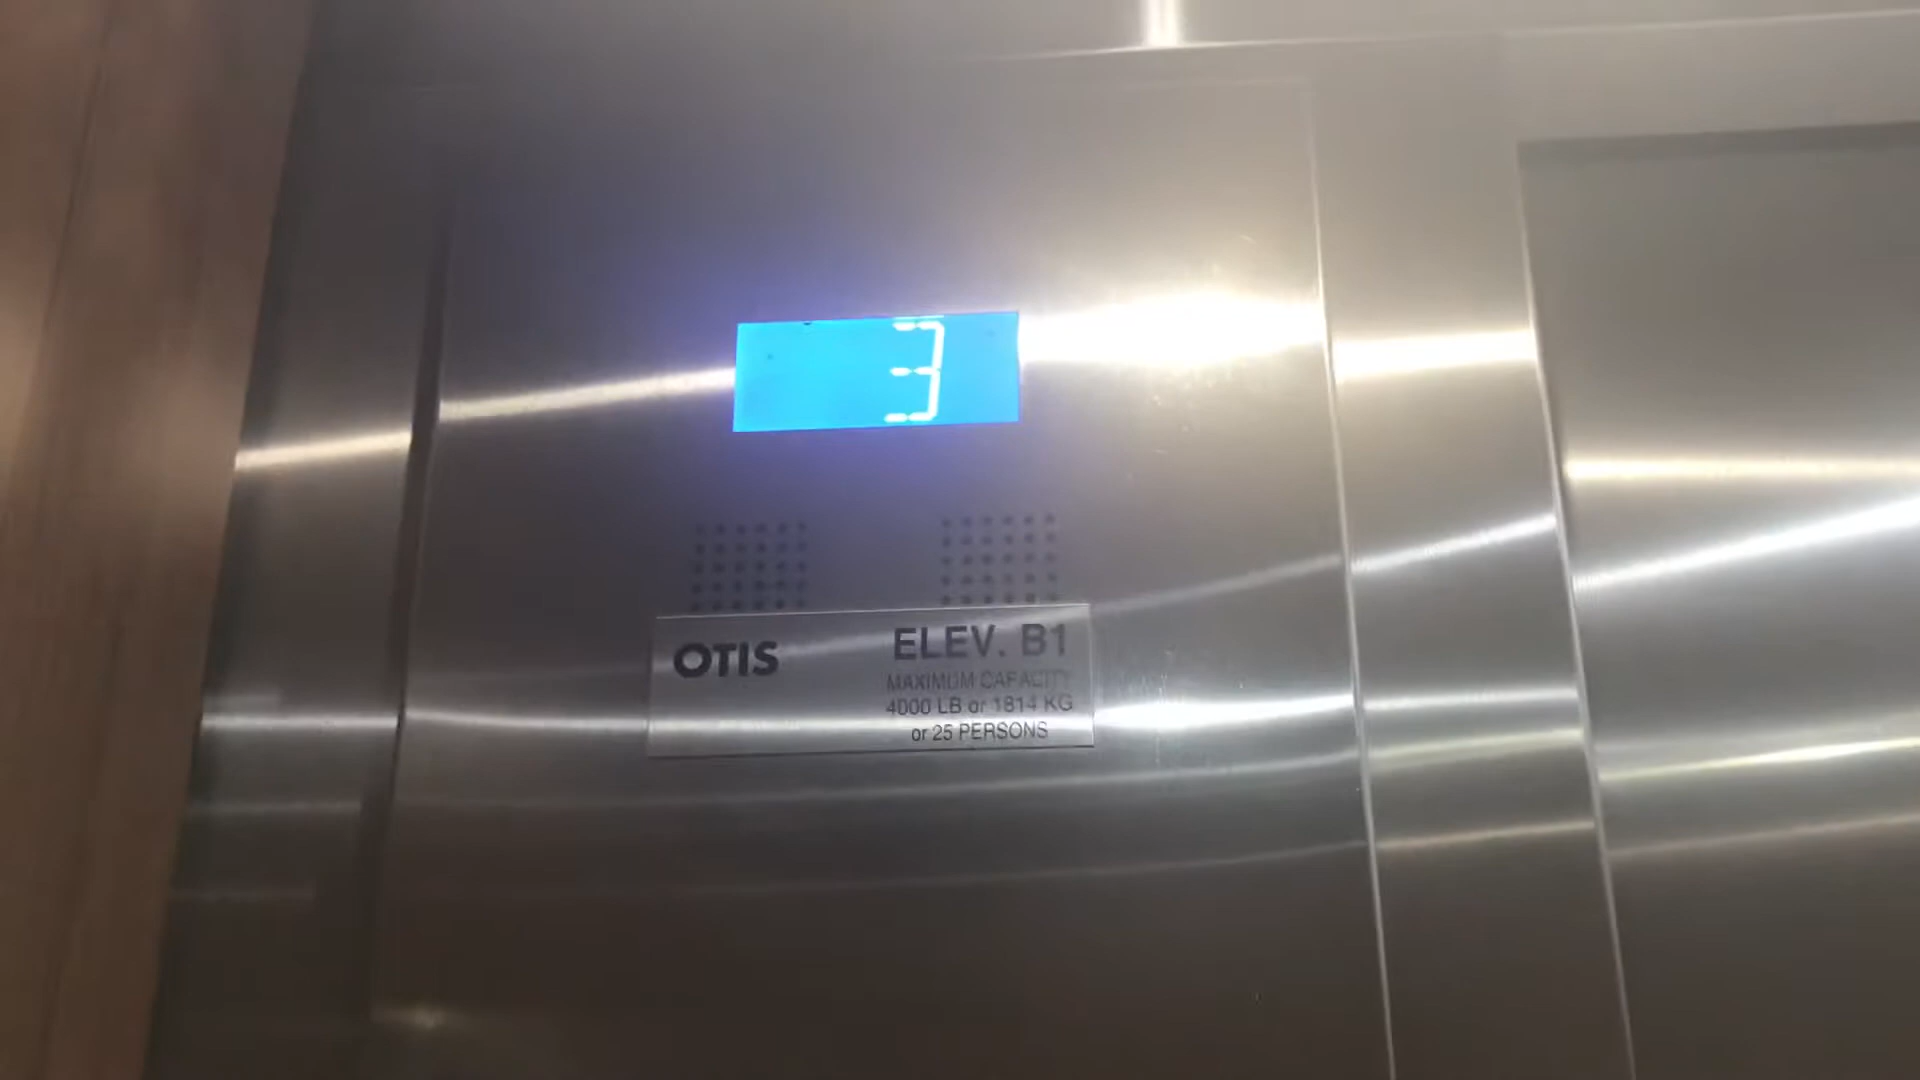 3
OTIS
ELEV. B1
MAXIMUM CAPACITY
4000 LB or 1814 KG
or 25 PERSONS